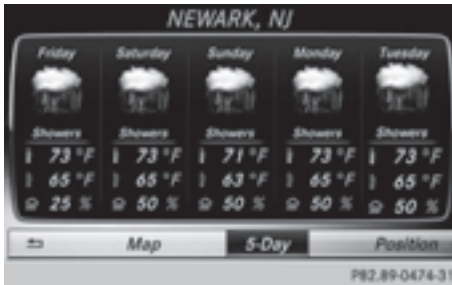 NEWARK, NJ
Friday Saturday Sunday Monday Tuesday
Showers Showers Showers Showers Showers
73 °F 73 °F 71 °F 73 °F 73 °F
65 °F 65 °F 63 °F 65 °F 65 °F
25 % 50 % 50 % 50 % 50 %
Map 5-Day Position
P82.89-0474-31